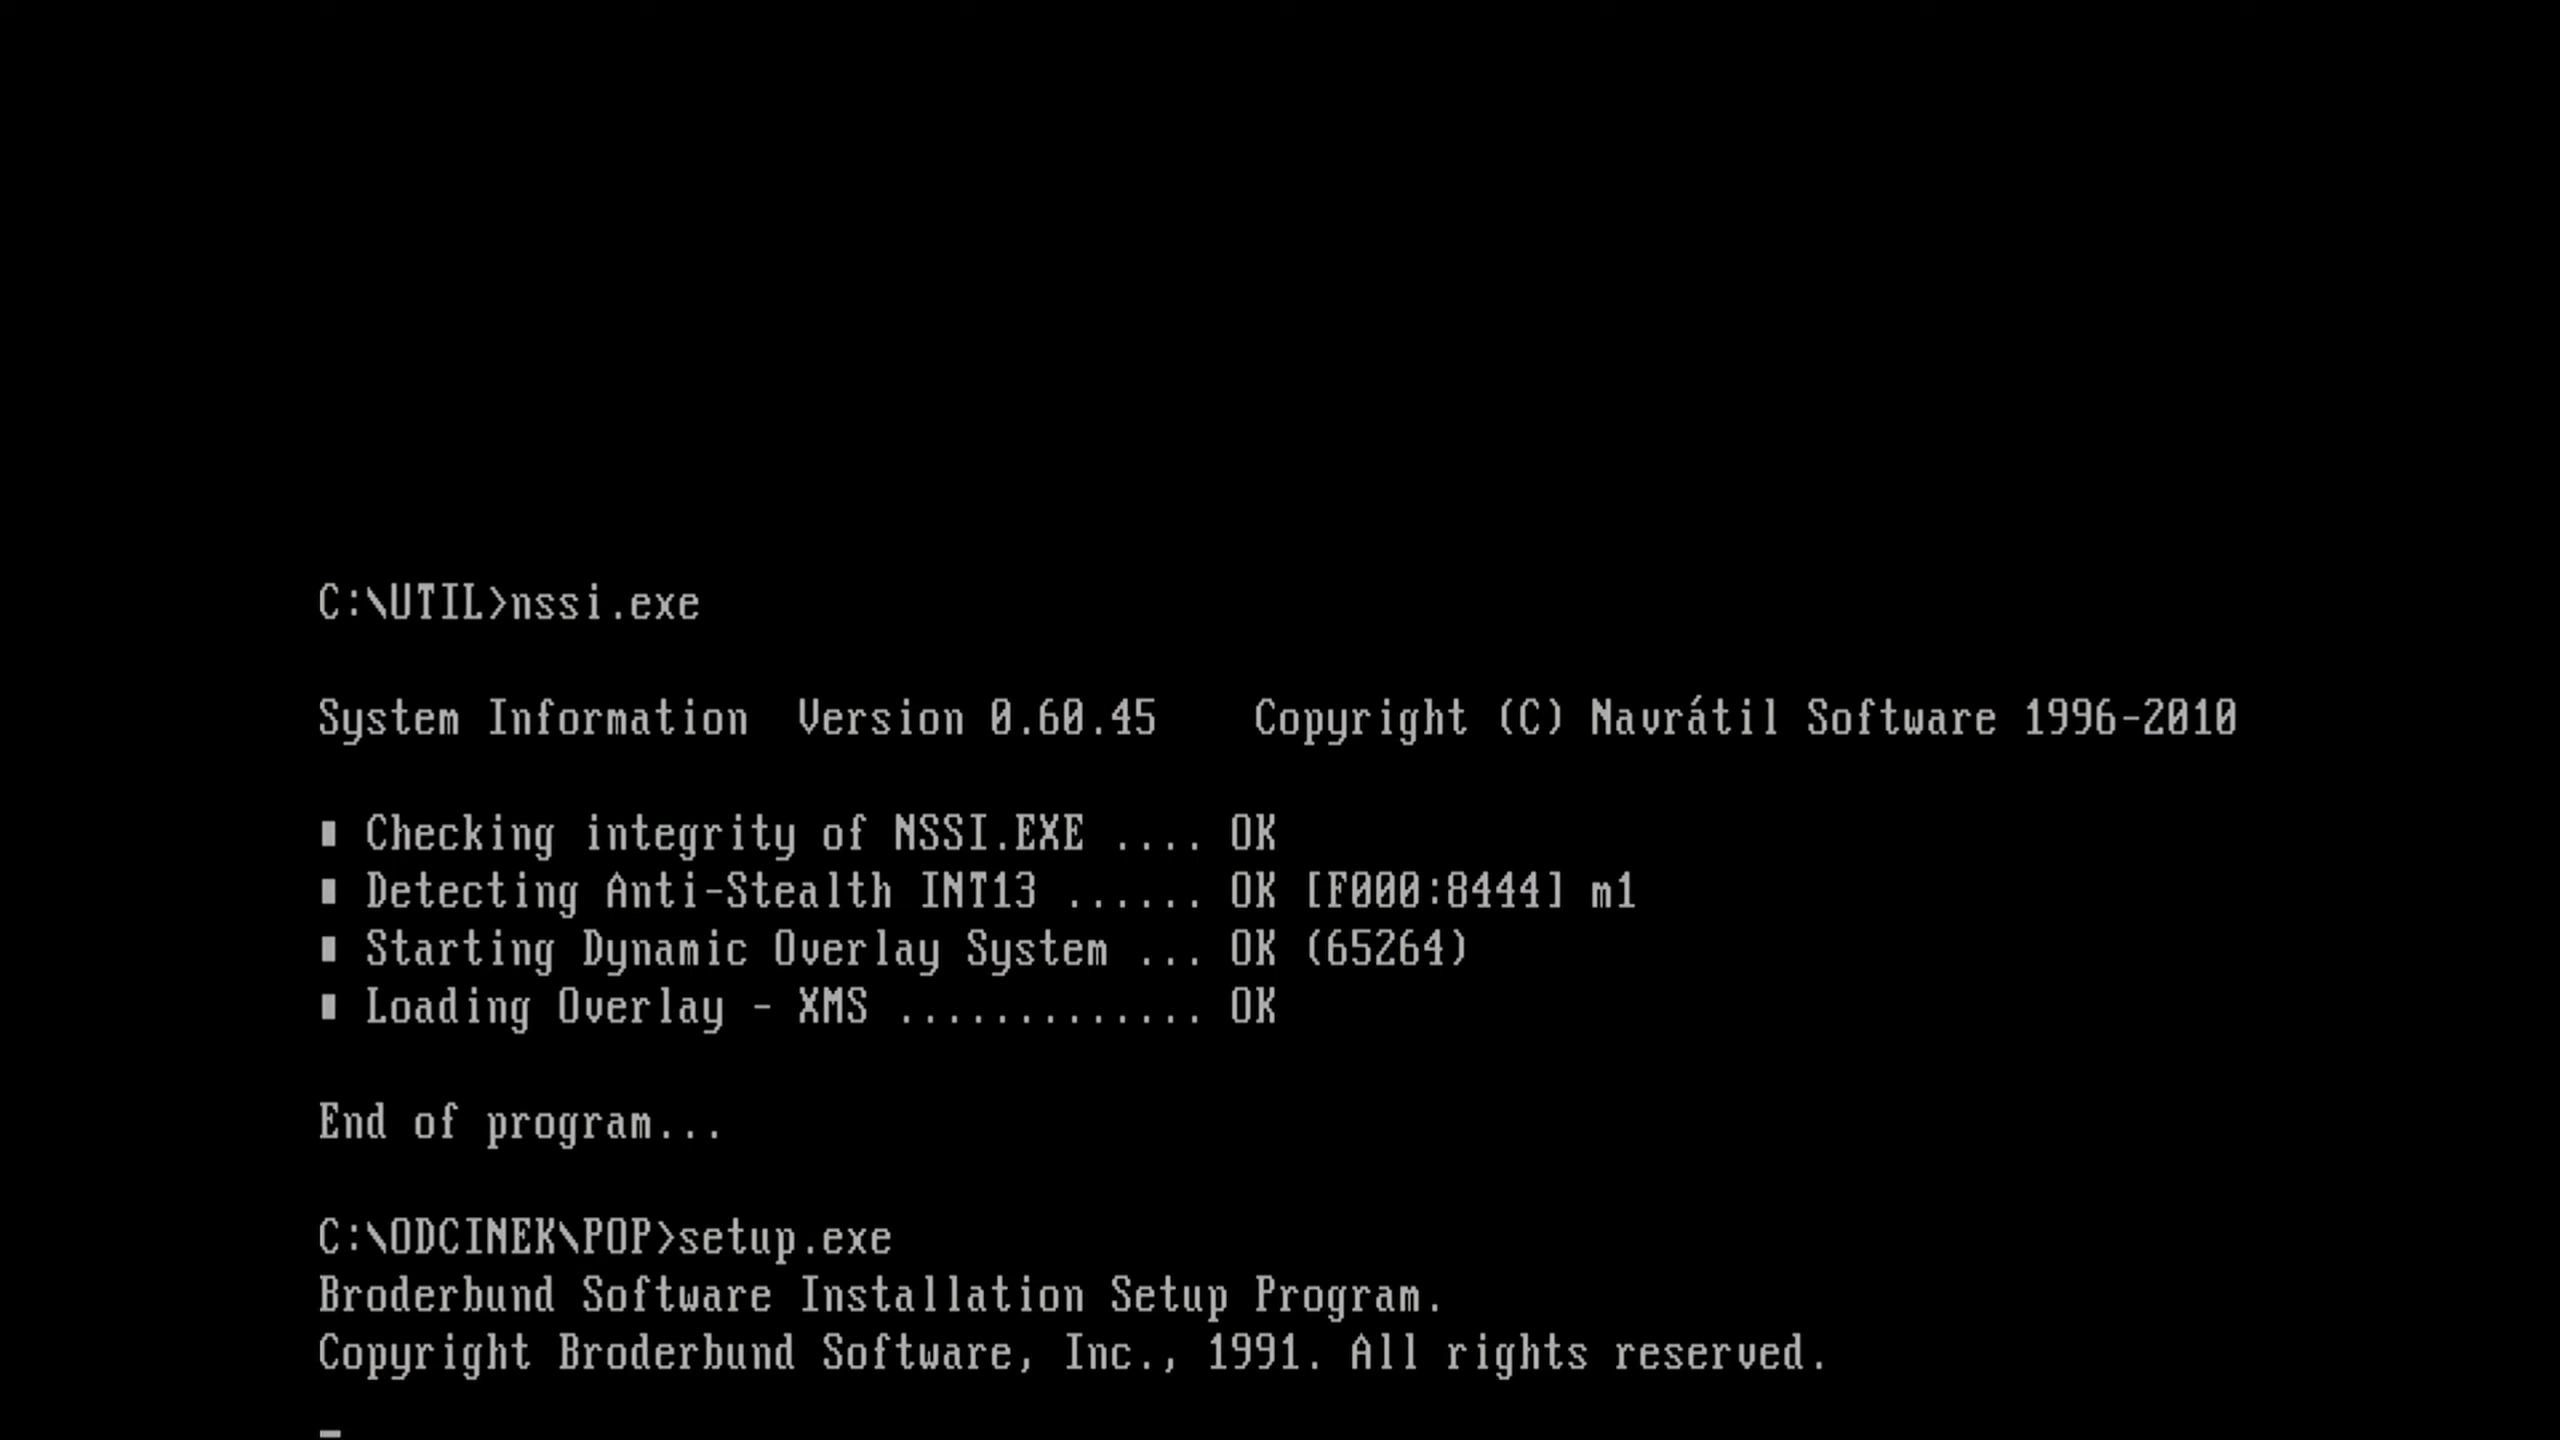 C:\UTIL>nssi.exe
System Information  Version 0.60.45    Copyright (C) Navrátil Software 1996-2010
▮ Checking integrity of NSSI.EXE .... OK
▮ Detecting Anti-Stealth INT13 ...... OK [F000:8444] m1
▮ Starting Dynamic Overlay System ... OK (65264)
▮ Loading Overlay - XMS ............. OK
End of program...
C:\ODCINEK\POP>setup.exe
Broderbund Software Installation Setup Program.
Copyright Broderbund Software, Inc., 1991. All rights reserved.